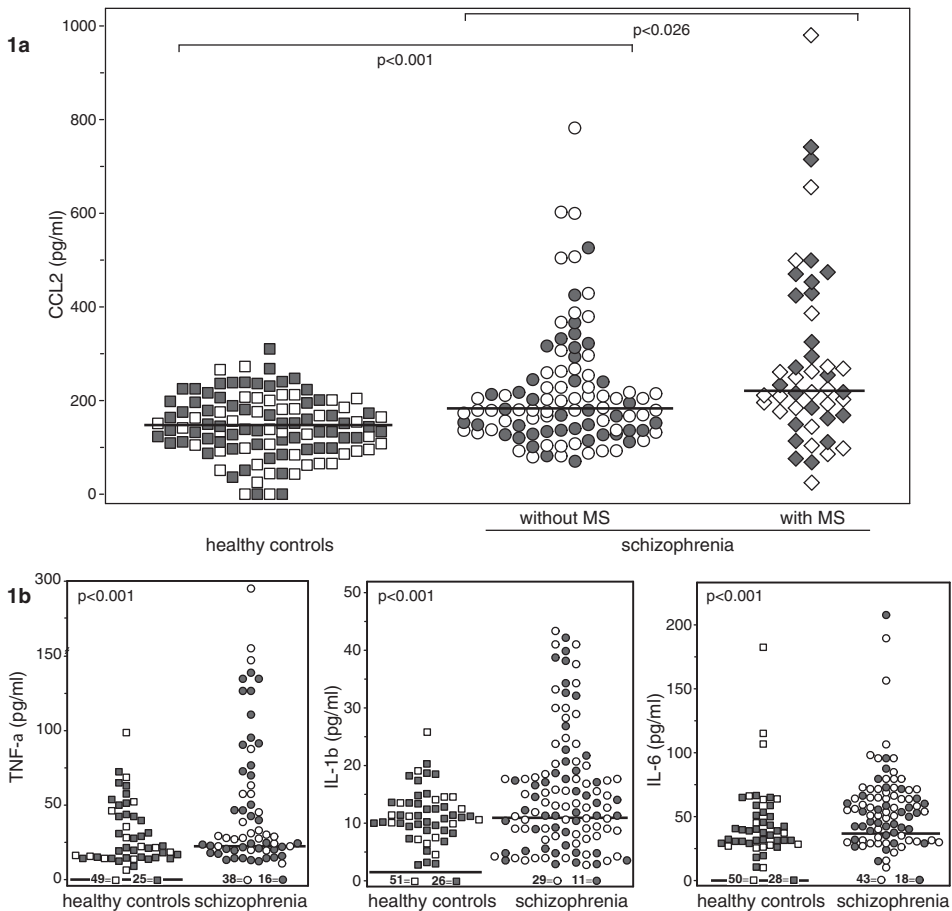 1a
1000
800
600
400
200
0
CCL2 (pg/ml)
p<0.026
p<0.001
without MS
with MS
healthy controls
schizophrenia
1b
300
150
100
50
0
TNF-a (pg/ml)
p<0.001
49=
25=
38=
16=
healthy controls
schizophrenia
50
40
30
20
10
0
IL-1b (pg/ml)
p<0.001
51=
26=
29=
11=
healthy controls
schizophrenia
200
150
100
50
0
IL-6 (pg/ml)
p<0.001
50=
28=
43=
18=
healthy controls
schizophrenia